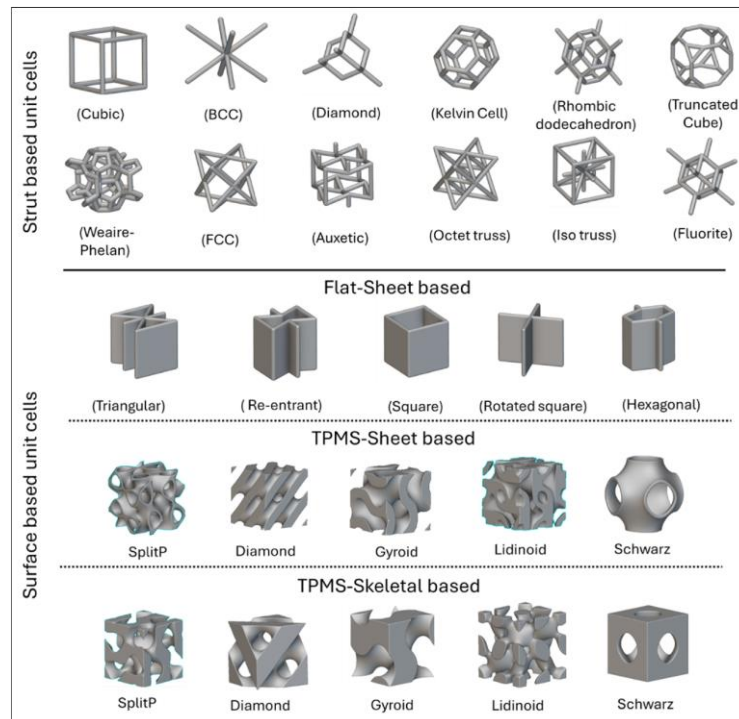 Strut based unit cells
(Cubic)
(BCC)
(Diamond)
(Kelvin Cell)
(Rhombic
dodecahedron)
(Truncated
Cube)
(Weaire-
Phelan)
(FCC)
(Auxetic)
(Octet truss)
(Iso truss)
(Fluorite)
Surface based unit cells
Flat-Sheet based
(Triangular)
( Re-entrant)
(Square)
(Rotated square)
(Hexagonal)
TPMS-Sheet based
SplitP
Diamond
Gyroid
Lidinoid
Schwarz
TPMS-Skeletal based
SplitP
Diamond
Gyroid
Lidinoid
Schwarz